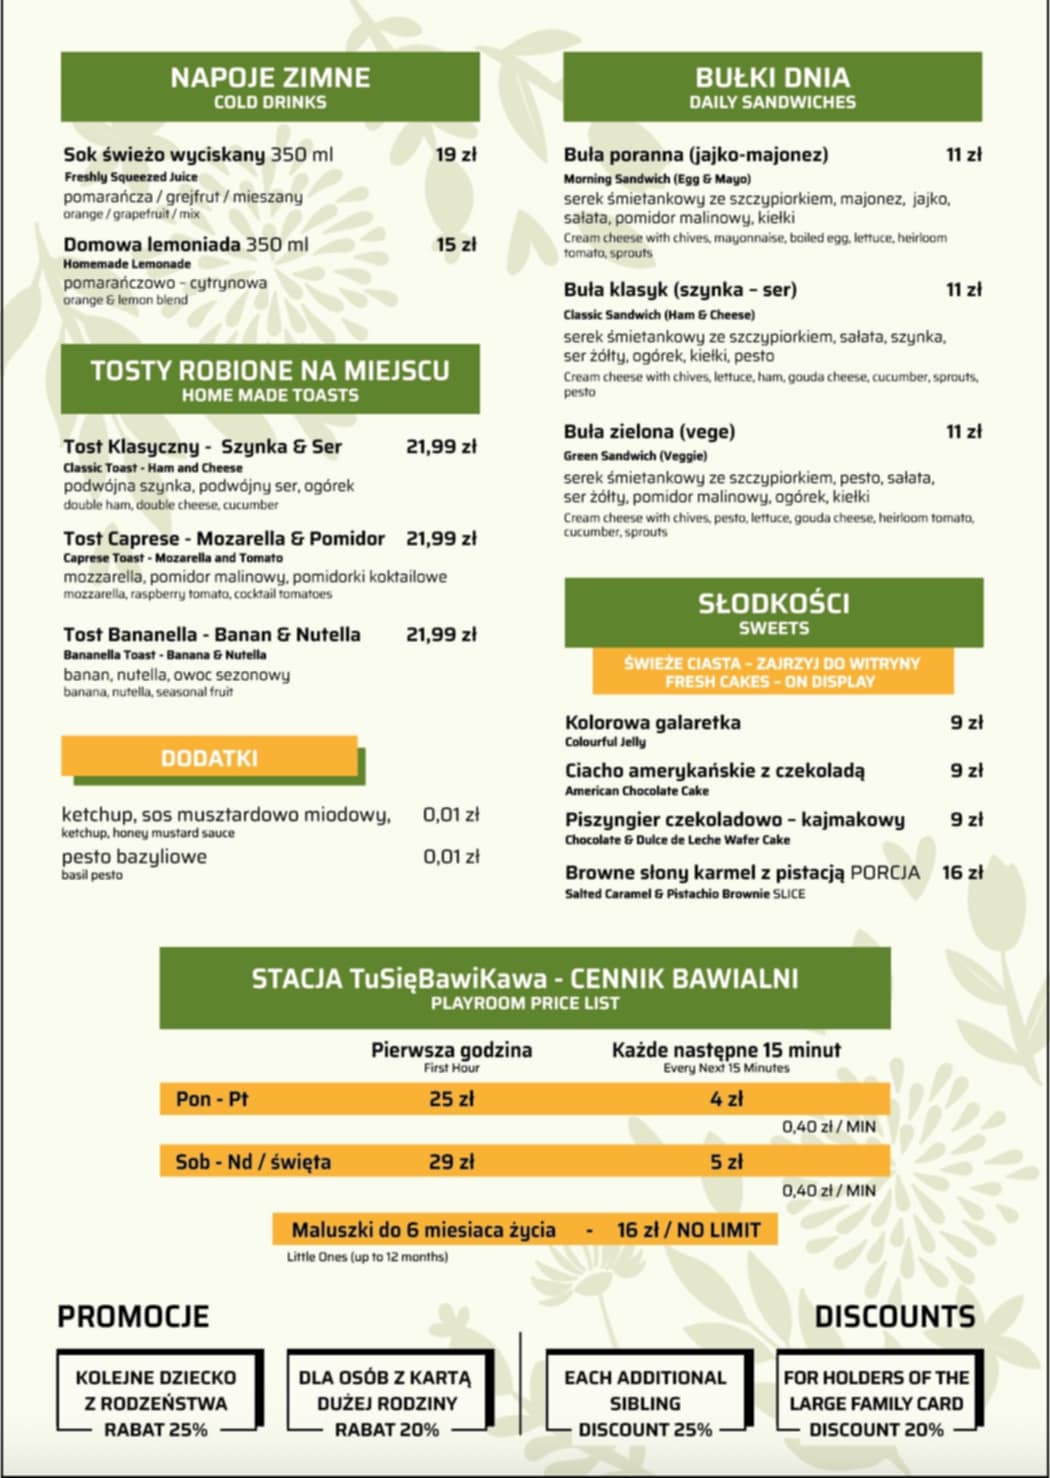 NAPOJE ZIMNE
COLD DRINKS
Sok świeżo wyciskany 350 ml 19 zł
Freshly Squeezed Juice
pomarańcza / grejfrut / mieszany
orange / grapefruit / mix
Domowa lemoniada 350 ml 15 zł
Homemade Lemonade
pomarańczowo - cytrynowa
orange & lemon blend
TOSTY ROBIONE NA MIEJSCU
HOME MADE TOASTS
Tost Klasyczny - Szynka & Ser 21,99 zł
Classic Toast - Ham and Cheese
podwójna szynka, podwójny ser, ogórek
double ham, double cheese, cucumber
Tost Caprese - Mozarella & Pomidor 21,99 zł
Caprese Toast - Mozarella and Tomato
mozzarella, pomidor malinowy, pomidorki koktailowe
mozzarella, raspberry tomato, cocktail tomatoes
Tost Bananella - Banan & Nutella 21,99 zł
Bananella Toast - Banana & Nutella
banan, nutella, owoc sezonowy
banana, nutella, seasonal fruit
DODATKI
ketchup, sos musztardowo miodowy, 0,01 zł
ketchup, honey mustard sauce
pesto bazyliowe 0,01 zł
basil pesto
BUŁKI DNIA
DAILY SANDWICHES
Buła poranna (jajko-majonez) 11 zł
Morning Sandwich (Egg & Mayo)
serek śmietankowy ze szczypiorkiem, majonez, jajko,
sałata, pomidor malinowy, kiełki
Cream cheese with chives, mayonnaise, boiled egg, lettuce, heirloom
tomato, sprouts
Buła klasyk (szynka – ser) 11 zł
Classic Sandwich (Ham & Cheese)
serek śmietankowy ze szczypiorkiem, sałata, szynka,
ser żółty, ogórek, kiełki, pesto
Cream cheese with chives, lettuce, ham, gouda cheese, cucumber, sprouts,
pesto
Buła zielona (vege) 11 zł
Green Sandwich (Veggie)
serek śmietankowy ze szczypiorkiem, pesto, sałata,
ser żółty, pomidor malinowy, ogórek, kiełki
Cream cheese with chives, pesto, lettuce, gouda cheese, heirloom tomato,
cucumber, sprouts
SŁODKOŚCI
SWEETS
ŚWIEŻE CIASTA - ZAJRZYJ DO WITRYNY
FRESH CAKES - ON DISPLAY
Kolorowa galaretka 9 zł
Colourful Jelly
Ciacho amerykańskie z czekoladą 9 zł
American Chocolate Cake
Piszyngier czekoladowo – kajmakowy 9 zł
Chocolate & Dulce de Leche Wafer Cake
Browne słony karmel z pistacją PORCJA 16 zł
Salted Caramel & Pistachio Brownie SLICE
STACJA TuSięBawiKawa - CENNIK BAWIALNI
PLAYROOM PRICE LIST
Pierwsza godzina Każde następne 15 minut
First Hour Every Next 15 Minutes
Pon - Pt 25 zł 4 zł
0,40 zł / MIN
Sob - Nd / święta 29 zł 5 zł
0,40 zł / MIN
Maluszki do 6 miesiaca życia - 16 zł / NO LIMIT
Little Ones (up to 12 months)
PROMOCJE
KOLEJNE DZIECKO
Z RODZEŃSTWA
RABAT 25%
DLA OSÓB Z KARTĄ
DUŻEJ RODZINY
RABAT 20%
DISCOUNTS
EACH ADDITIONAL
SIBLING
DISCOUNT 25%
FOR HOLDERS OF THE
LARGE FAMILY CARD
DISCOUNT 20%